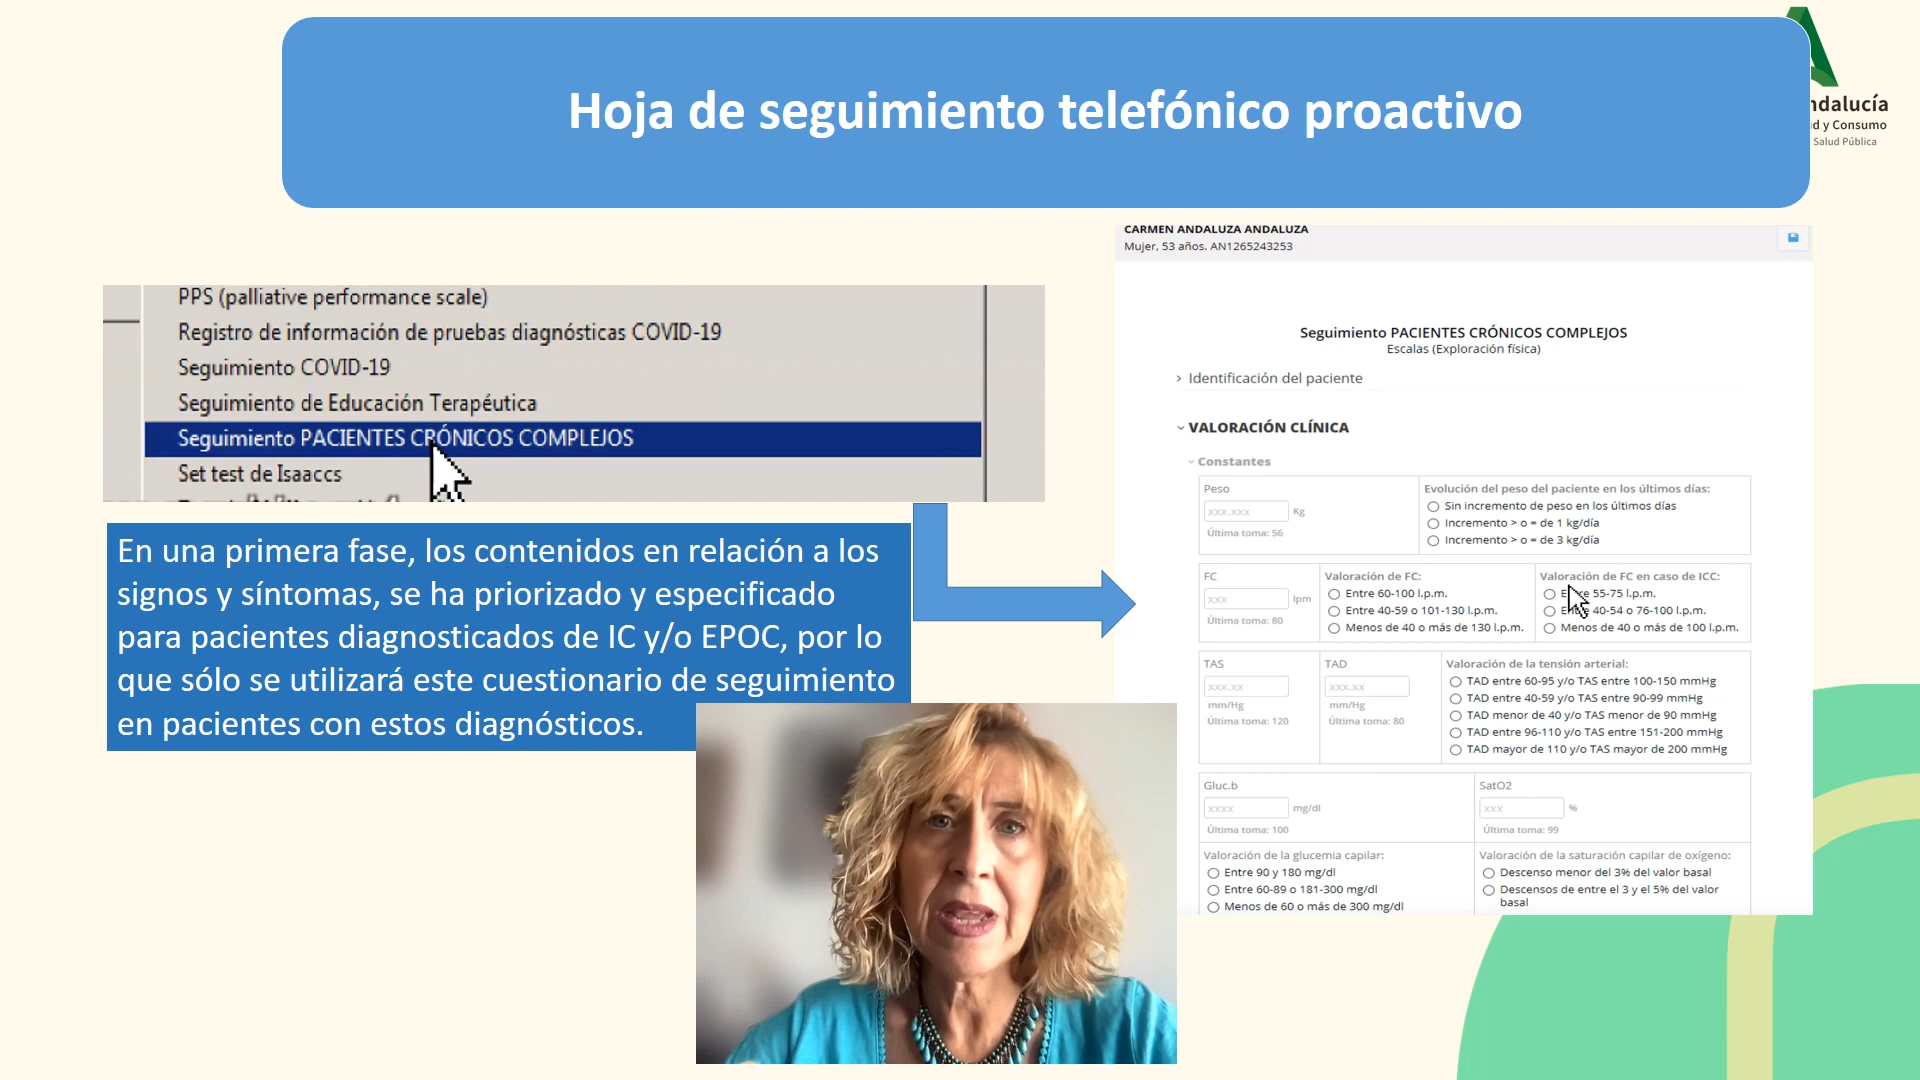 Hoja de seguimiento telefónico proactivo
ndalucía
d y Consumo
Salud Pública
PPS (palliative performance scale)
Registro de información de pruebas diagnósticas COVID-19
Seguimiento COVID-19
Seguimiento de Educación Terapéutica
Seguimiento PACIENTES CRÓNICOS COMPLEJOS
Set test de Isaaccs
En una primera fase, los contenidos en relación a los
signos y síntomas, se ha priorizado y especificado
para pacientes diagnosticados de IC y/o EPOC, por lo
que sólo se utilizará este cuestionario de seguimiento
en pacientes con estos diagnósticos.
CARMEN ANDALUZA ANDALUZA
Mujer, 53 años. AN1265243253
Seguimiento PACIENTES CRÓNICOS COMPLEJOS
Escalas (Exploración física)
Identificación del paciente
VALORACIÓN CLÍNICA
Constantes
Peso
xxx.xxx Kg
Última toma: 56
Evolución del peso del paciente en los últimos días:
Sin incremento de peso en los últimos días
Incremento > o = de 1 kg/día
Incremento > o = de 3 kg/día
FC
xxx lpm
Última toma: 80
Valoración de FC:
Entre 60-100 l.p.m.
Entre 40-59 o 101-130 l.p.m.
Menos de 40 o más de 130 l.p.m.
Valoración de FC en caso de ICC:
Entre 55-75 l.p.m.
Entre 40-54 o 76-100 l.p.m.
Menos de 40 o más de 100 l.p.m.
TAS
xxx.xx
mm/Hg
Última toma: 120
TAD
xxx.xx
mm/Hg
Última toma: 80
Valoración de la tensión arterial:
TAD entre 60-95 y/o TAS entre 100-150 mmHg
TAD entre 40-59 y/o TAS entre 90-99 mmHg
TAD menor de 40 y/o TAS menor de 90 mmHg
TAD entre 96-110 y/o TAS entre 151-200 mmHg
TAD mayor de 110 y/o TAS mayor de 200 mmHg
Gluc.b
xxxx mg/dl
Última toma: 100
SatO2
xxx %
Última toma: 99
Valoración de la glucemia capilar:
Entre 90 y 180 mg/dl
Entre 60-89 o 181-300 mg/dl
Menos de 60 o más de 300 mg/dl
Valoración de la saturación capilar de oxígeno:
Descenso menor del 3% del valor basal
Descensos de entre el 3 y el 5% del valor
basal